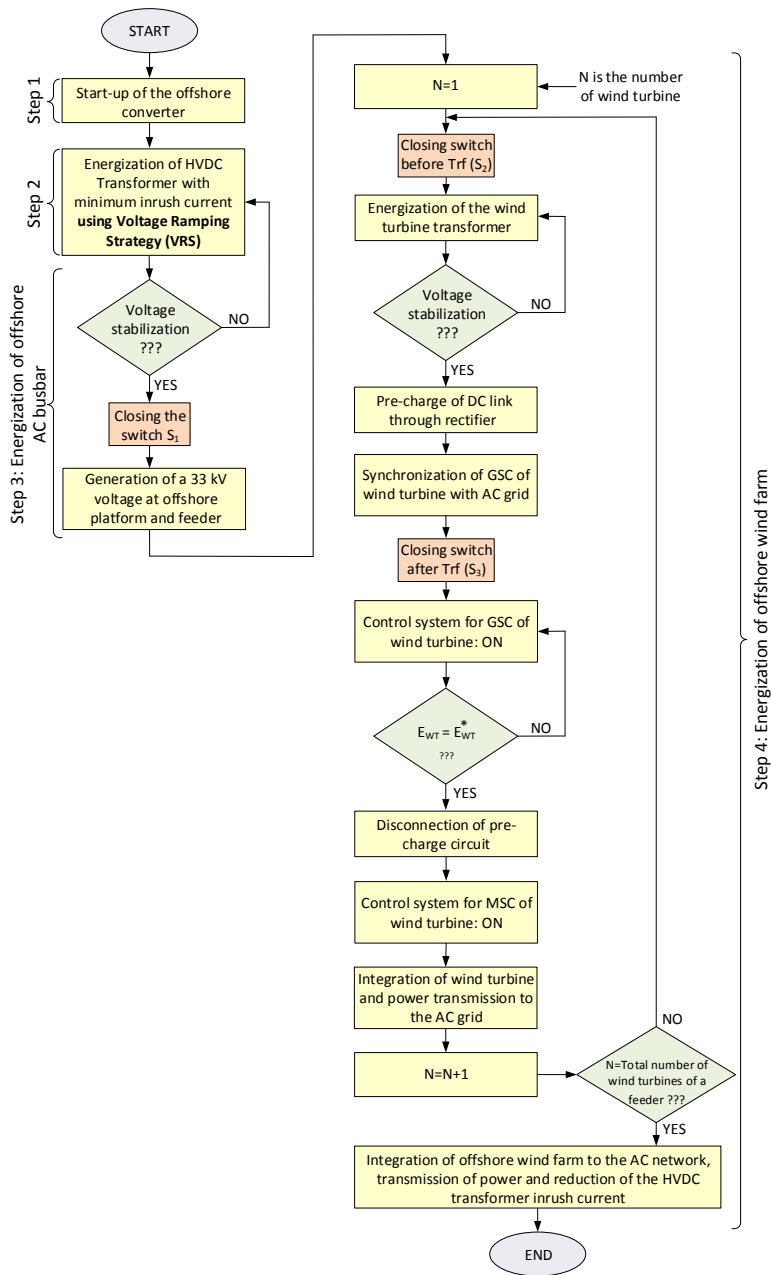 START
Step 1
Start-up of the offshore
converter
Step 2
Energization of HVDC
Transformer with
minimum inrush current
using Voltage Ramping
Strategy (VRS)
Step 3: Energization of offshore
AC busbar
Voltage
stabilization
???
NO
YES
Closing the
switch S₁
Generation of a 33 kV
voltage at offshore
platform and feeder
N=1
N is the number
of wind turbine
Closing switch
before Trf (S₂)
Energization of the wind
turbine transformer
Voltage
stabilization
???
NO
YES
Pre-charge of DC link
through rectifier
Synchronization of GSC of
wind turbine with AC grid
Closing switch
after Trf (S₃)
Control system for GSC of
wind turbine: ON
E_WT = E*_WT
???
NO
YES
Disconnection of pre-
charge circuit
Control system for MSC of
wind turbine: ON
Integration of wind turbine
and power transmission to
the AC grid
N=N+1
N=Total number of
wind turbines of a
feeder ???
NO
YES
Integration of offshore wind farm to the AC network,
transmission of power and reduction of the HVDC
transformer inrush current
END
Step 4: Energization of offshore wind farm